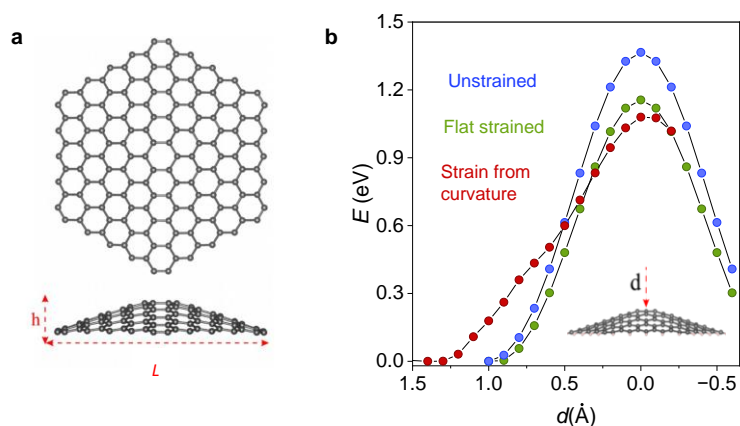 a
h
L
b
E (eV)
1.5
1.2
0.9
0.6
0.3
0.0
Unstrained
Flat strained
Strain from
curvature
d
1.5 1.0 0.5 0.0 −0.5
d(Å)